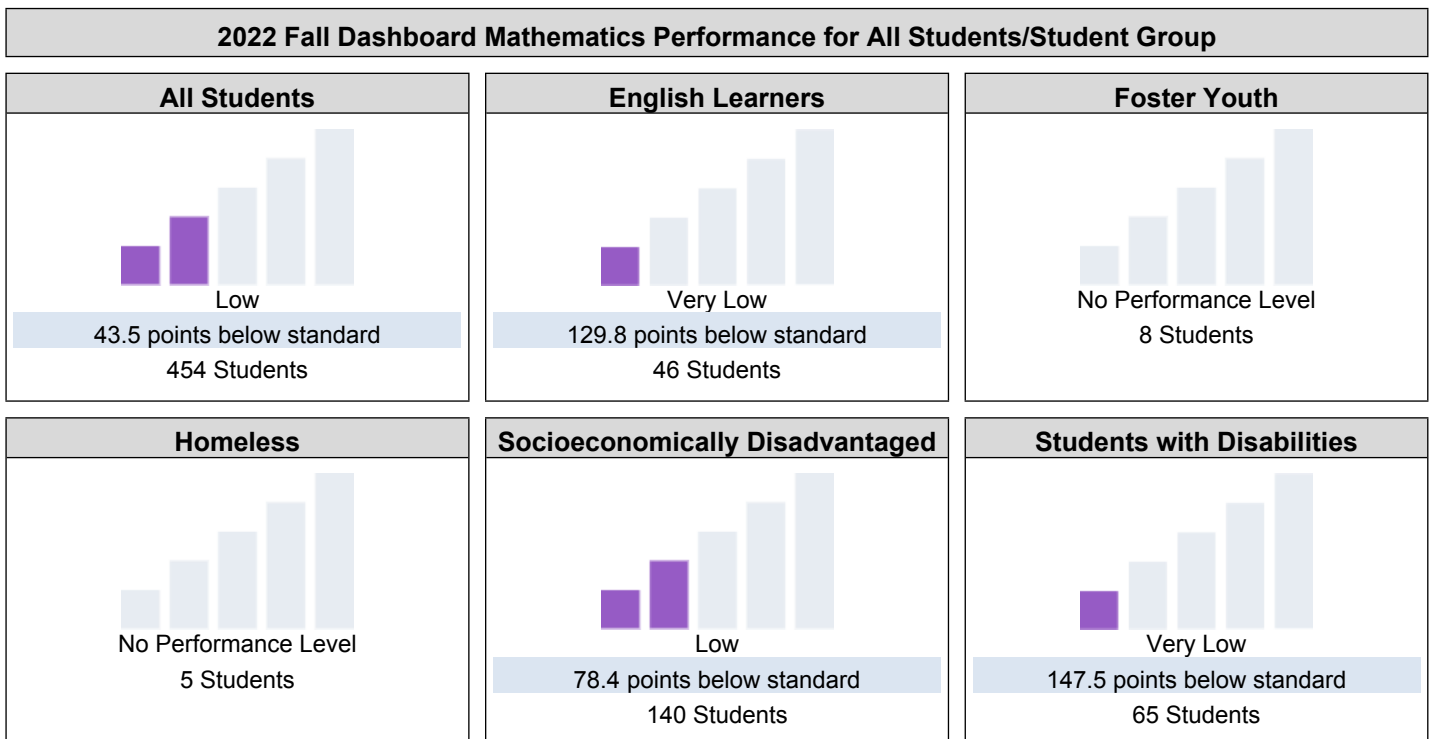 2022 Fall Dashboard Mathematics Performance for All Students/Student Group
All Students
Low
43.5 points below standard
454 Students
English Learners
Very Low
129.8 points below standard
46 Students
Foster Youth
No Performance Level
8 Students
Homeless
No Performance Level
5 Students
Socioeconomically Disadvantaged
Low
78.4 points below standard
140 Students
Students with Disabilities
Very Low
147.5 points below standard
65 Students